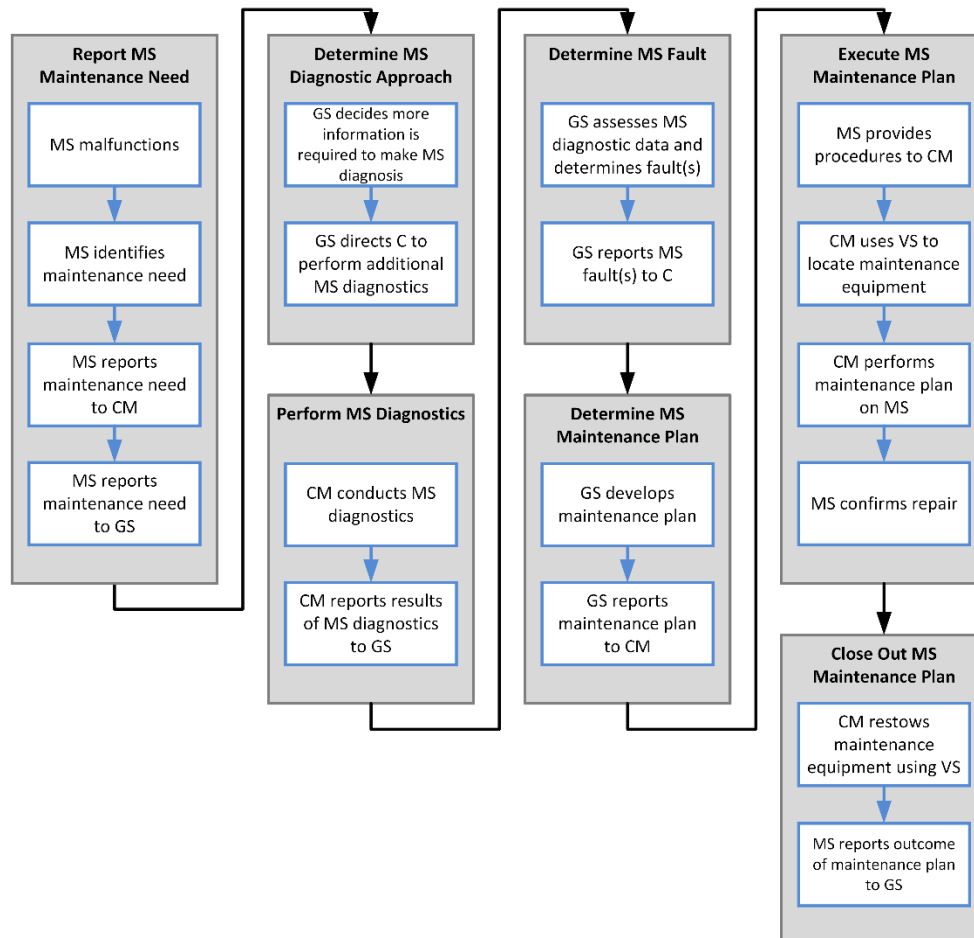 Report MS
Maintenance Need
MS malfunctions
MS identifies
maintenance need
MS reports
maintenance need
to CM
MS reports
maintenance need
to GS
Determine MS
Diagnostic Approach
GS decides more
information is
required to make MS
diagnosis
GS directs C to
perform additional
MS diagnostics
Perform MS Diagnostics
CM conducts MS
diagnostics
CM reports results
of MS diagnostics
to GS
Determine MS Fault
GS assesses MS
diagnostic data and
determines fault(s)
GS reports MS
fault(s) to C
Determine MS
Maintenance Plan
GS develops
maintenance plan
GS reports
maintenance plan
to CM
Execute MS
Maintenance Plan
MS provides
procedures to CM
CM uses VS to
locate maintenance
equipment
CM performs
maintenance plan
on MS
MS confirms repair
Close Out MS
Maintenance Plan
CM restows
maintenance
equipment using VS
MS reports outcome
of maintenance plan
to GS